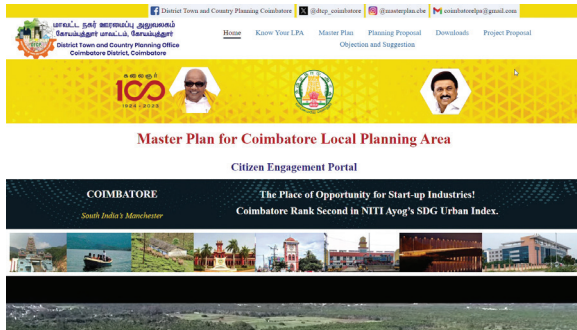 District Town and Country Planning Coimbatore @dtcp_coimbatore @masterplan.cbe coimbatorelpa@gmail.com
மாவட்ட நகர் ஊரமைப்பு அலுவலகம்
கோயம்புத்தூர் மாவட்டம், கோயம்புத்தூர்
District Town and Country Planning Office
Coimbatore District, Coimbatore
Home Know Your LPA Master Plan Planning Proposal Downloads Project Proposal
Objection and Suggestion
கலைஞர்
100
1924 - 2023
Master Plan for Coimbatore Local Planning Area
Citizen Engagement Portal
COIMBATORE
South India's Manchester
The Place of Opportunity for Start-up Industries!
Coimbatore Rank Second in NITI Ayog's SDG Urban Index.